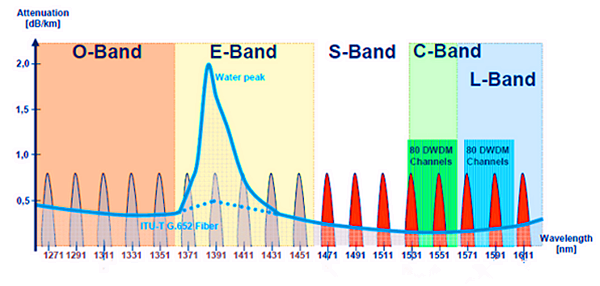 Attenuation
[dB/km]
O-Band
E-Band
S-Band
C-Band
L-Band
2,0
Water peak
1,5
80 DWDM
Channels
80 DWDM
Channels
1,0
0,5
ITU-T G.652 Fiber
Wavelength
[nm]
1271 1291 1311 1331 1351 1371 1391 1411 1431 1451 1471 1491 1511 1531 1551 1571 1591 1611